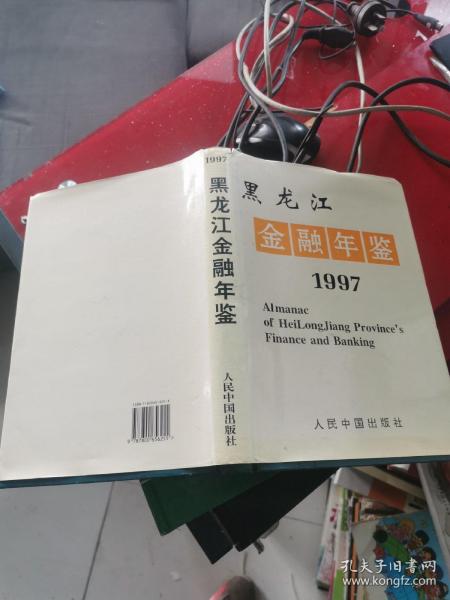 1997
黑龙江金融年鉴
人民中国出版社
黑龙江
金融年鉴
1997
Almanac
of HeiLongJiang Province's
Finance and Banking
人民中国出版社
孔夫子旧书网
www.kongfz.com